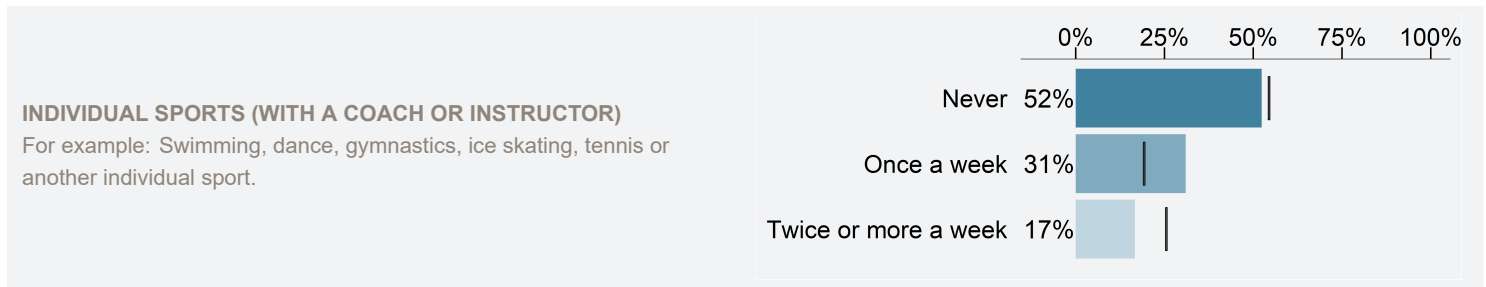 0% 25% 50% 75% 100%
INDIVIDUAL SPORTS (WITH A COACH OR INSTRUCTOR)
For example: Swimming, dance, gymnastics, ice skating, tennis or
another individual sport.
Never 52%
Once a week 31%
Twice or more a week 17%